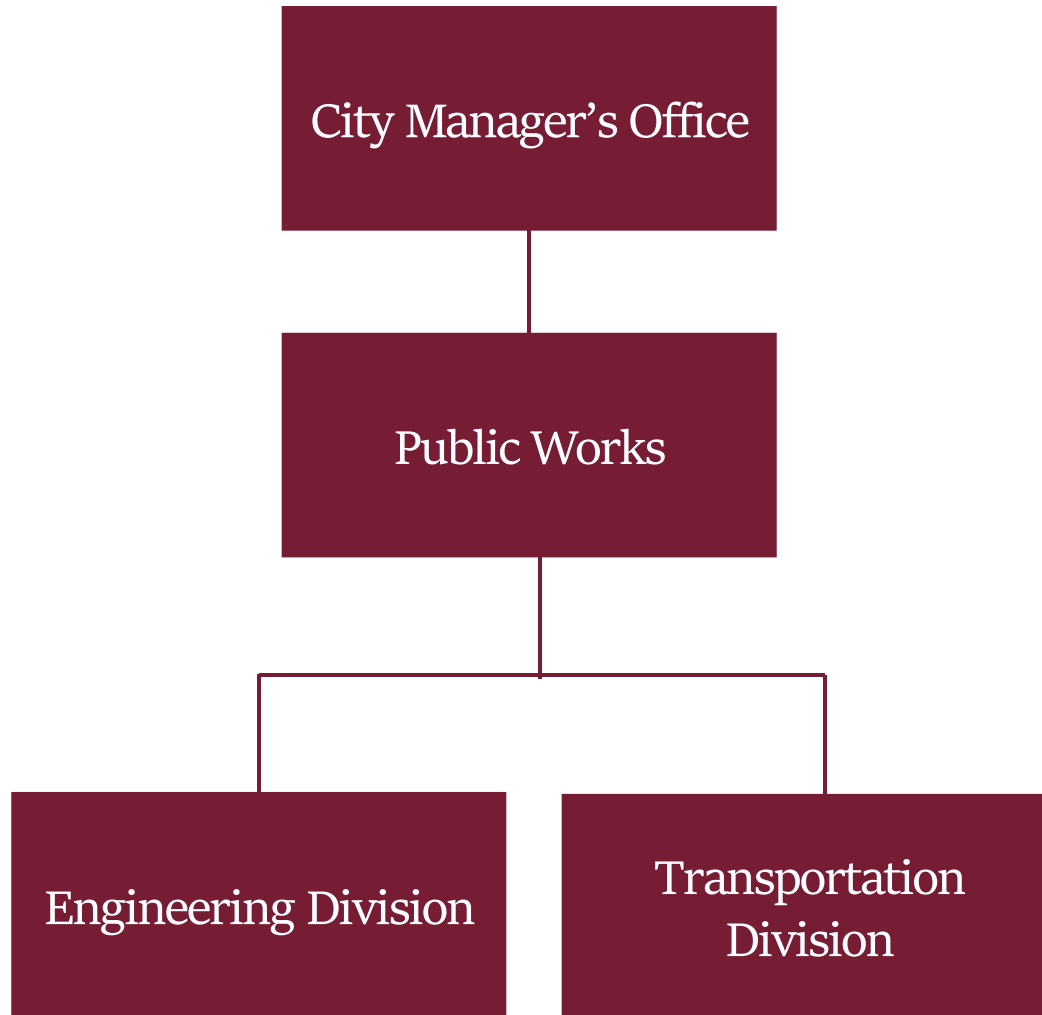 City Manager’s Office
Public Works
Engineering Division
Transportation
Division